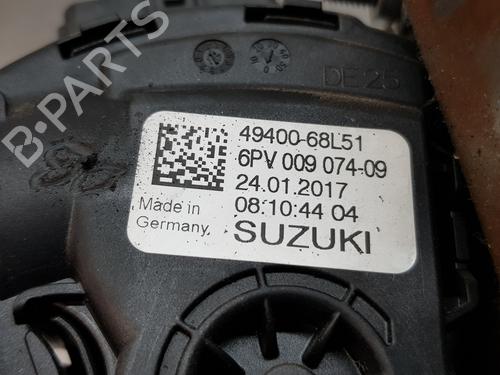 B-Parts
DE 25
49400-68L51
6PV 009 074-09
24.01.2017
08:10:44 04
Made in
Germany.
SUZUKI